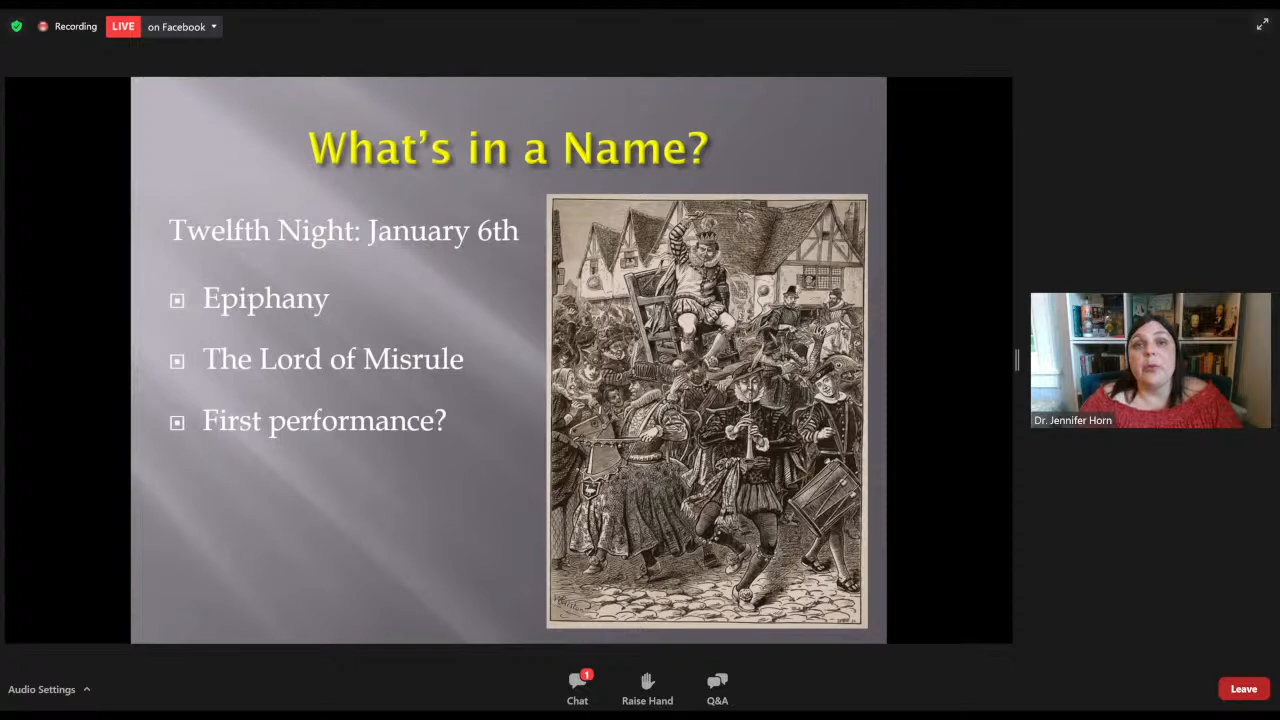 Recording
LIVE
on Facebook
What's in a Name?
Twelfth Night: January 6th
Epiphany
The Lord of Misrule
First performance?
Dr. Jennifer Horn
Audio Settings
1
Chat
Raise Hand
Q&A
Leave